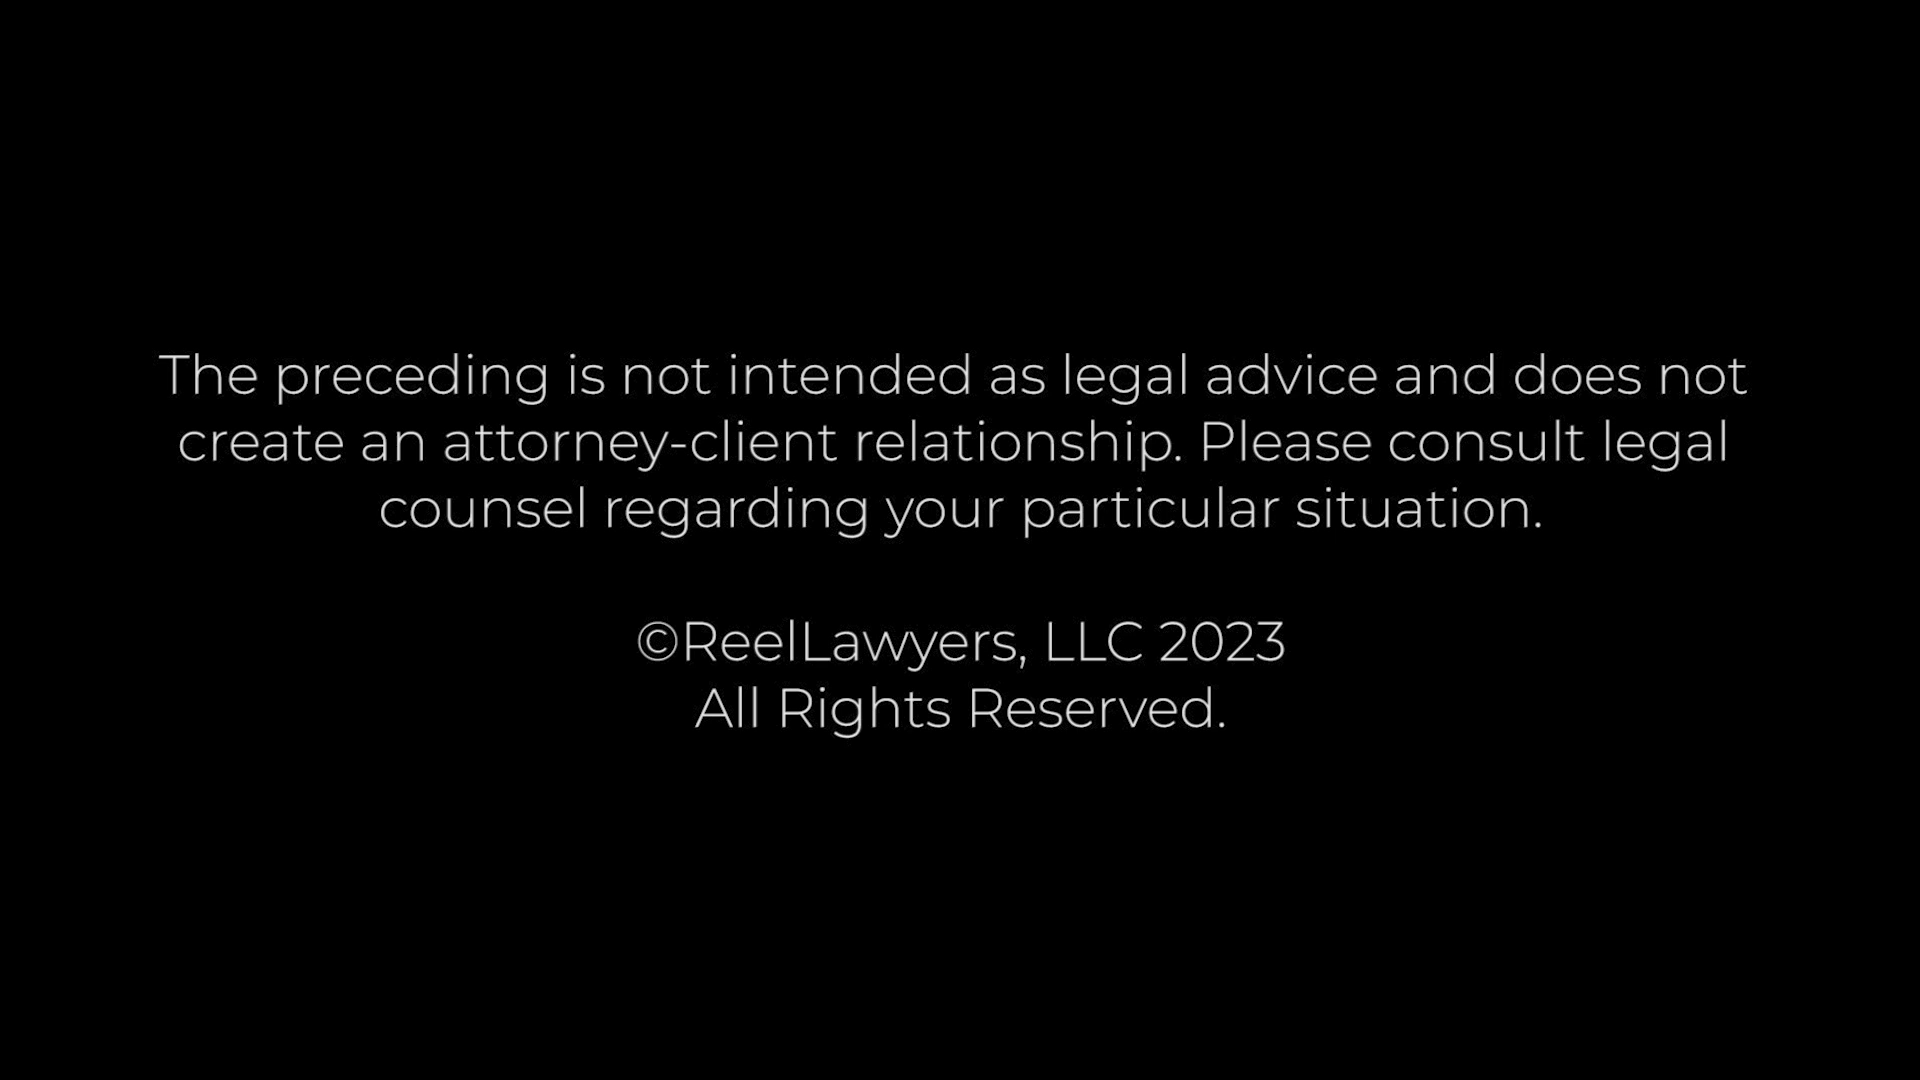 The preceding is not intended as legal advice and does not
create an attorney-client relationship. Please consult legal
counsel regarding your particular situation.
©ReelLawyers, LLC 2023
All Rights Reserved.